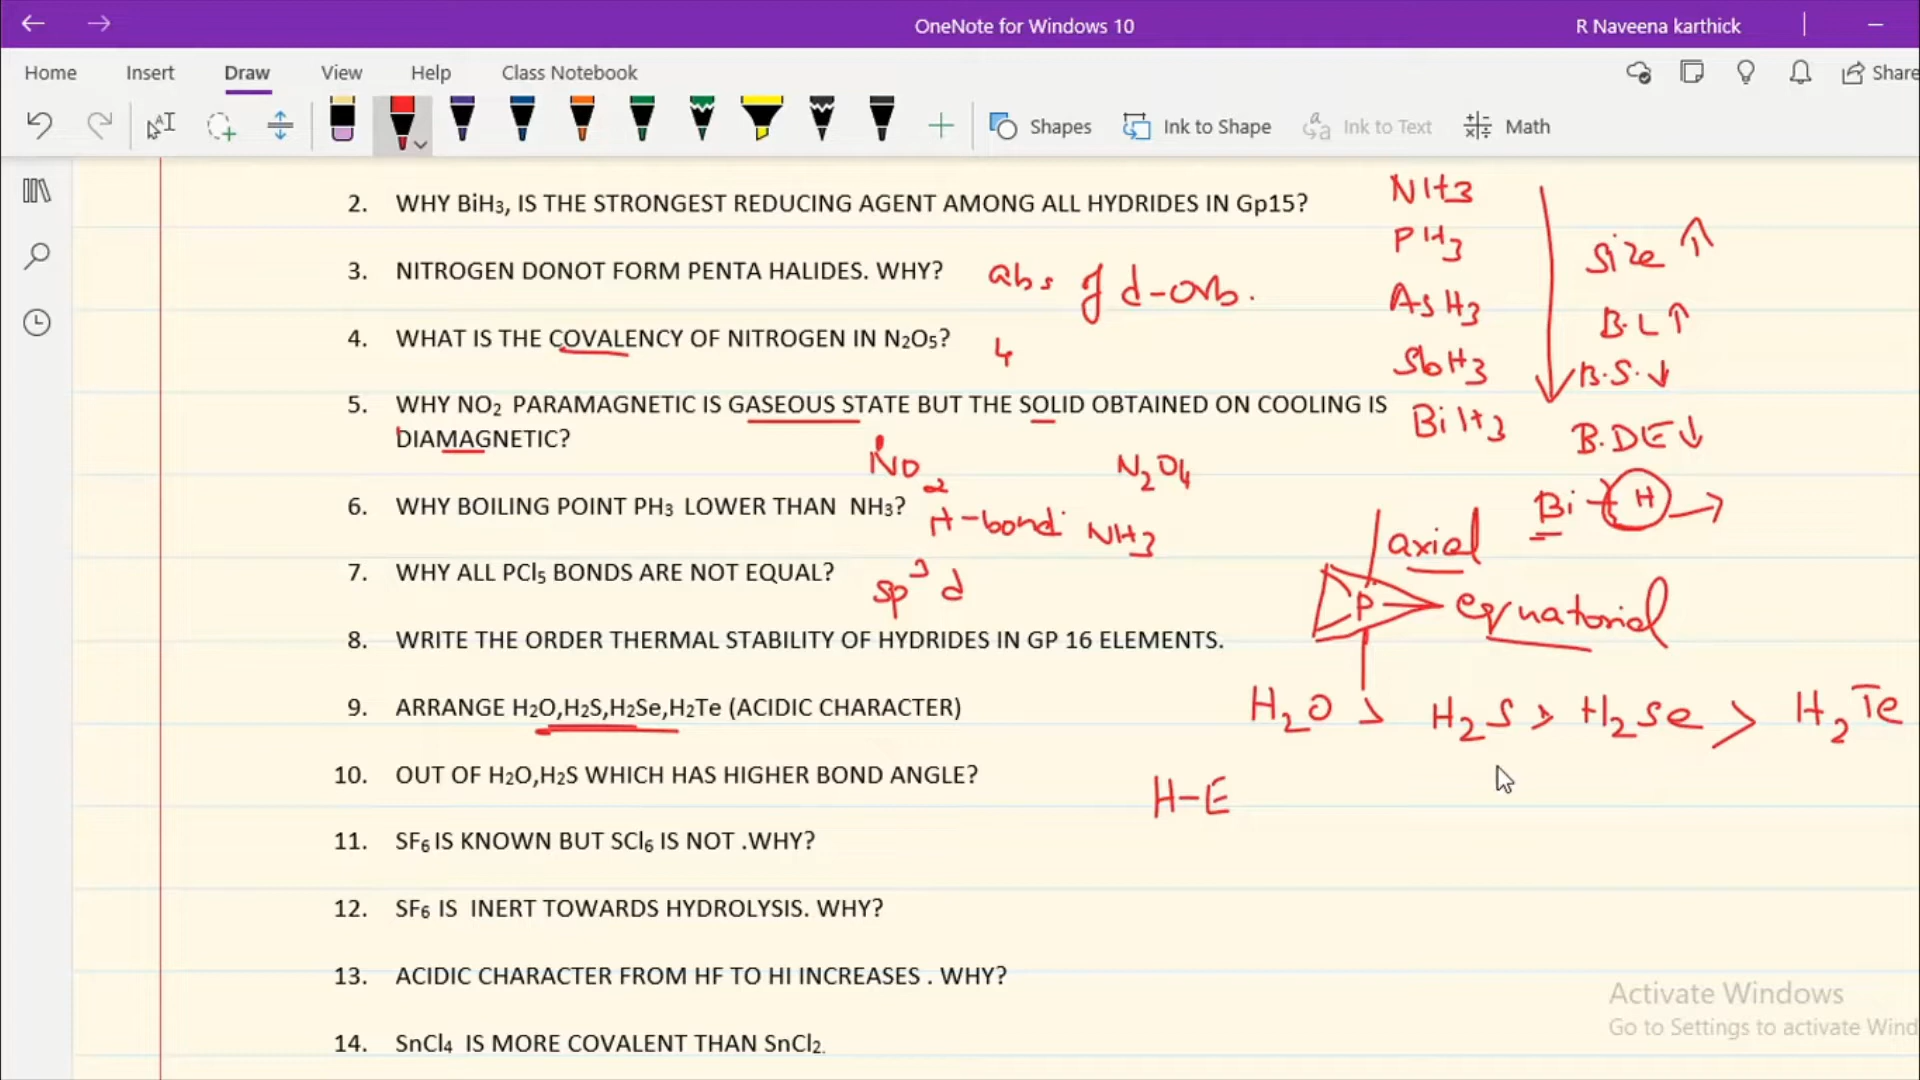 OneNote for Windows 10
R Naveena karthick
Home Insert Draw View Help Class Notebook
Share
Shapes Ink to Shape Ink to Text Math
2. WHY BiH₃, IS THE STRONGEST REDUCING AGENT AMONG ALL HYDRIDES IN Gp15?
NH3
PH3
AsH3
SbH3
BiH3
Size ↑
B.L ↑
B.S. ↓
B.DE ↓
Bi-H →
3. NITROGEN DONOT FORM PENTA HALIDES. WHY?
abs of d-orb.
4. WHAT IS THE COVALENCY OF NITROGEN IN N₂O₅?
4
5. WHY NO₂ PARAMAGNETIC IS GASEOUS STATE BUT THE SOLID OBTAINED ON COOLING IS
DIAMAGNETIC?
NO2 N2O4
6. WHY BOILING POINT PH₃ LOWER THAN NH₃?
H-bond NH3
7. WHY ALL PCl₅ BONDS ARE NOT EQUAL?
sp³d
axial
P
equatorial
8. WRITE THE ORDER THERMAL STABILITY OF HYDRIDES IN GP 16 ELEMENTS.
H2O > H2S > H2Se > H2Te
9. ARRANGE H₂O,H₂S,H₂Se,H₂Te (ACIDIC CHARACTER)
10. OUT OF H₂O,H₂S WHICH HAS HIGHER BOND ANGLE?
H-E
11. SF₆ IS KNOWN BUT SCl₆ IS NOT .WHY?
12. SF₆ IS INERT TOWARDS HYDROLYSIS. WHY?
13. ACIDIC CHARACTER FROM HF TO HI INCREASES . WHY?
14. SnCl₄ IS MORE COVALENT THAN SnCl₂.
Activate Windows
Go to Settings to activate Wind